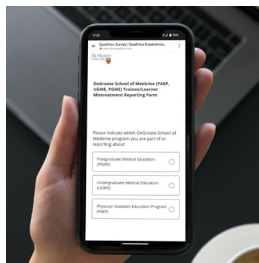 Qualtrics Survey | Qualtrics Experience...
McMaster
University
DeGroote School of Medicine (PAEP,
UGME, PGME) Trainee/Learner
Mistreatment Reporting Form
Please indicate which DeGroote School of
Medicine program you are part of or
reporting about:
Postgraduate Medical Education
(PGME)
Undergraduate Medical Education
(UGME)
Physician Assistant Education Program
(PAEP)